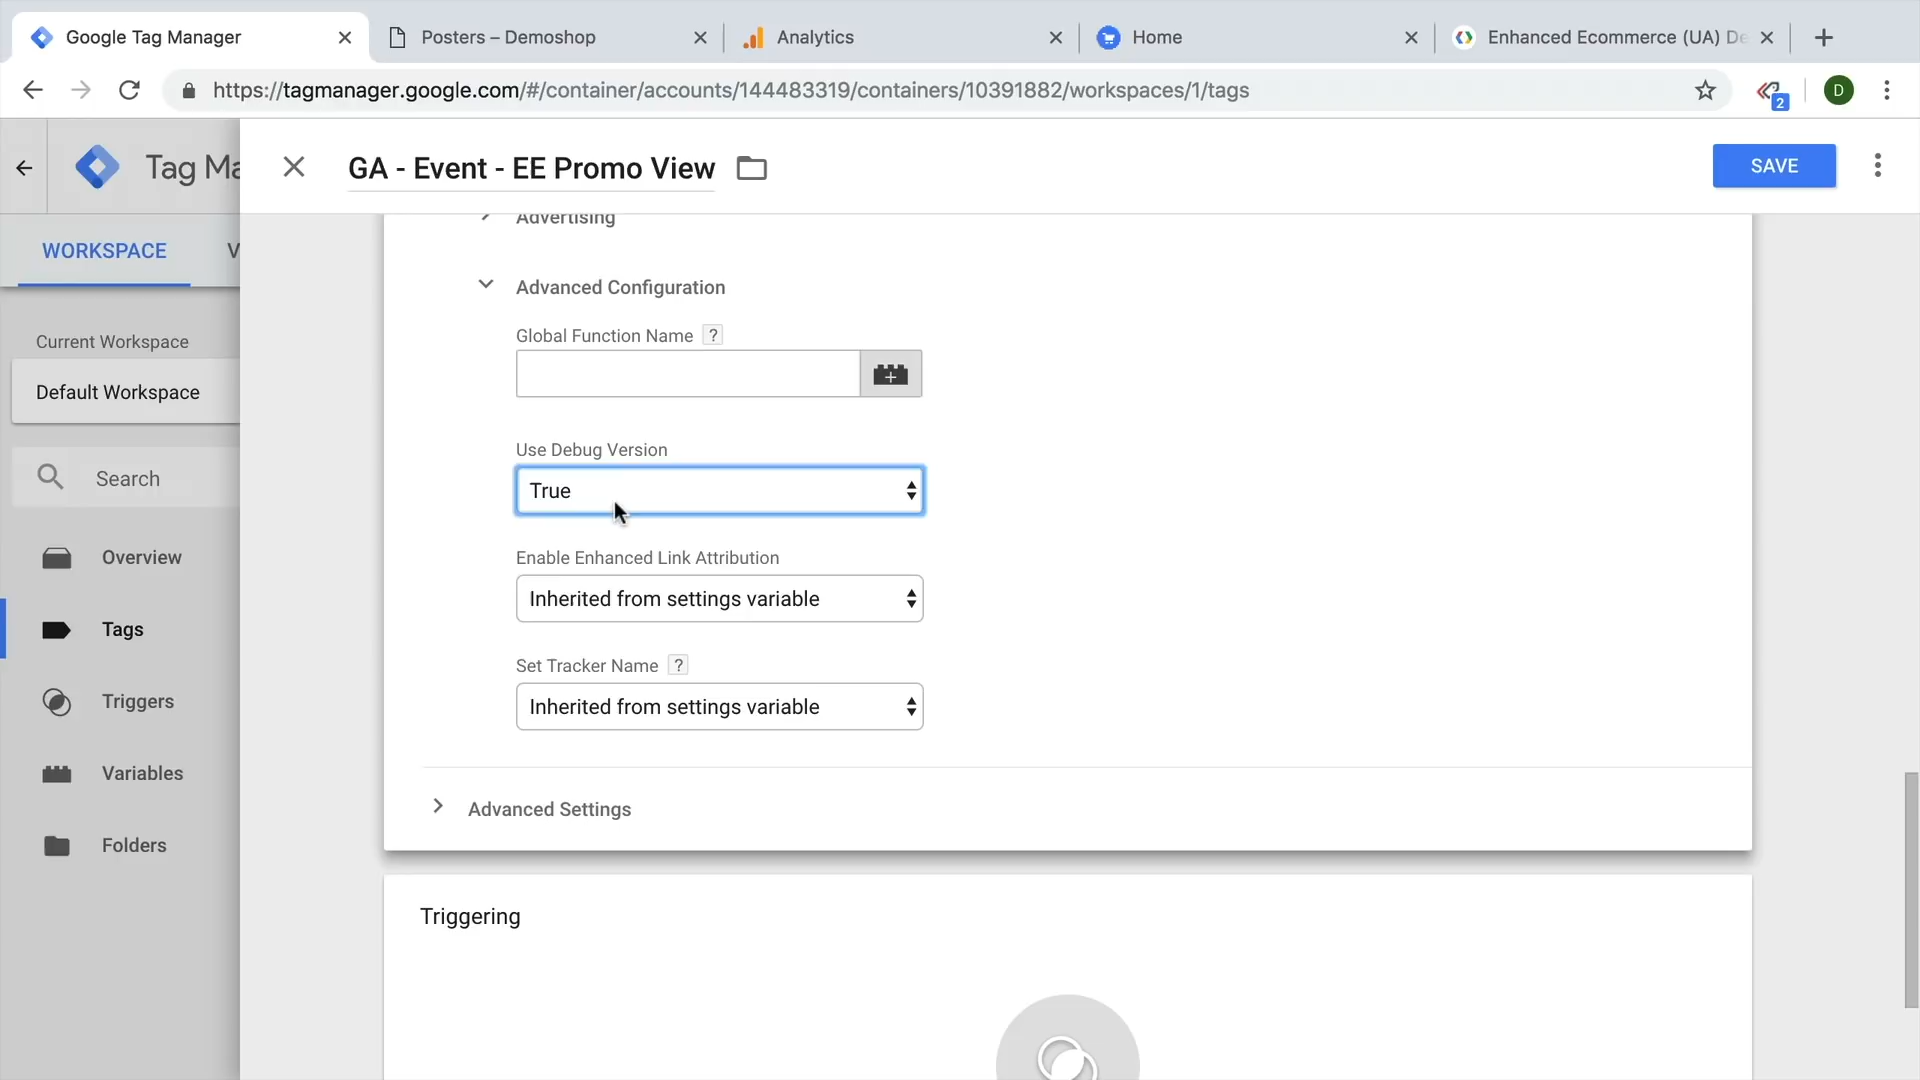 Google Tag Manager
Posters – Demoshop
Analytics
Home
Enhanced Ecommerce (UA) De
https://tagmanager.google.com/#/container/accounts/144483319/containers/10391882/workspaces/1/tags
2
D
Tag Ma
GA - Event - EE Promo View
SAVE
WORKSPACE
V
Advertising
Advanced Configuration
Current Workspace
Default Workspace
Global Function Name ?
Use Debug Version
True
Search
Enable Enhanced Link Attribution
Inherited from settings variable
Overview
Tags
Set Tracker Name ?
Inherited from settings variable
Triggers
Variables
Advanced Settings
Folders
Triggering